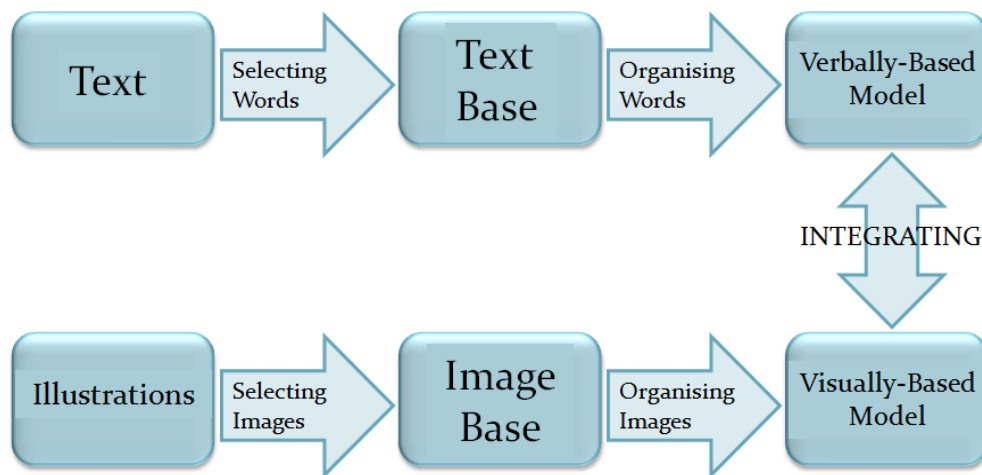 Text
Selecting
Words
Text
Base
Organising
Words
Verbally-Based
Model
INTEGRATING
Illustrations
Selecting
Images
Image
Base
Organising
Images
Visually-Based
Model